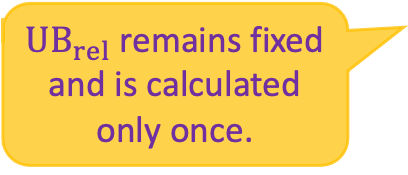 UB_rel remains fixed
and is calculated
only once.